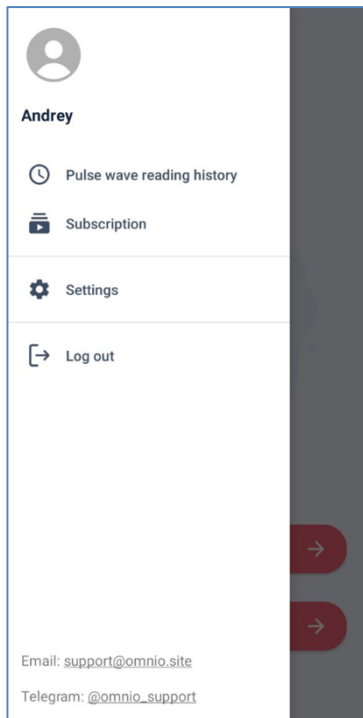 Andrey
Pulse wave reading history
Subscription
Settings
Log out
Email: support@omnio.site
Telegram: @omnio_support